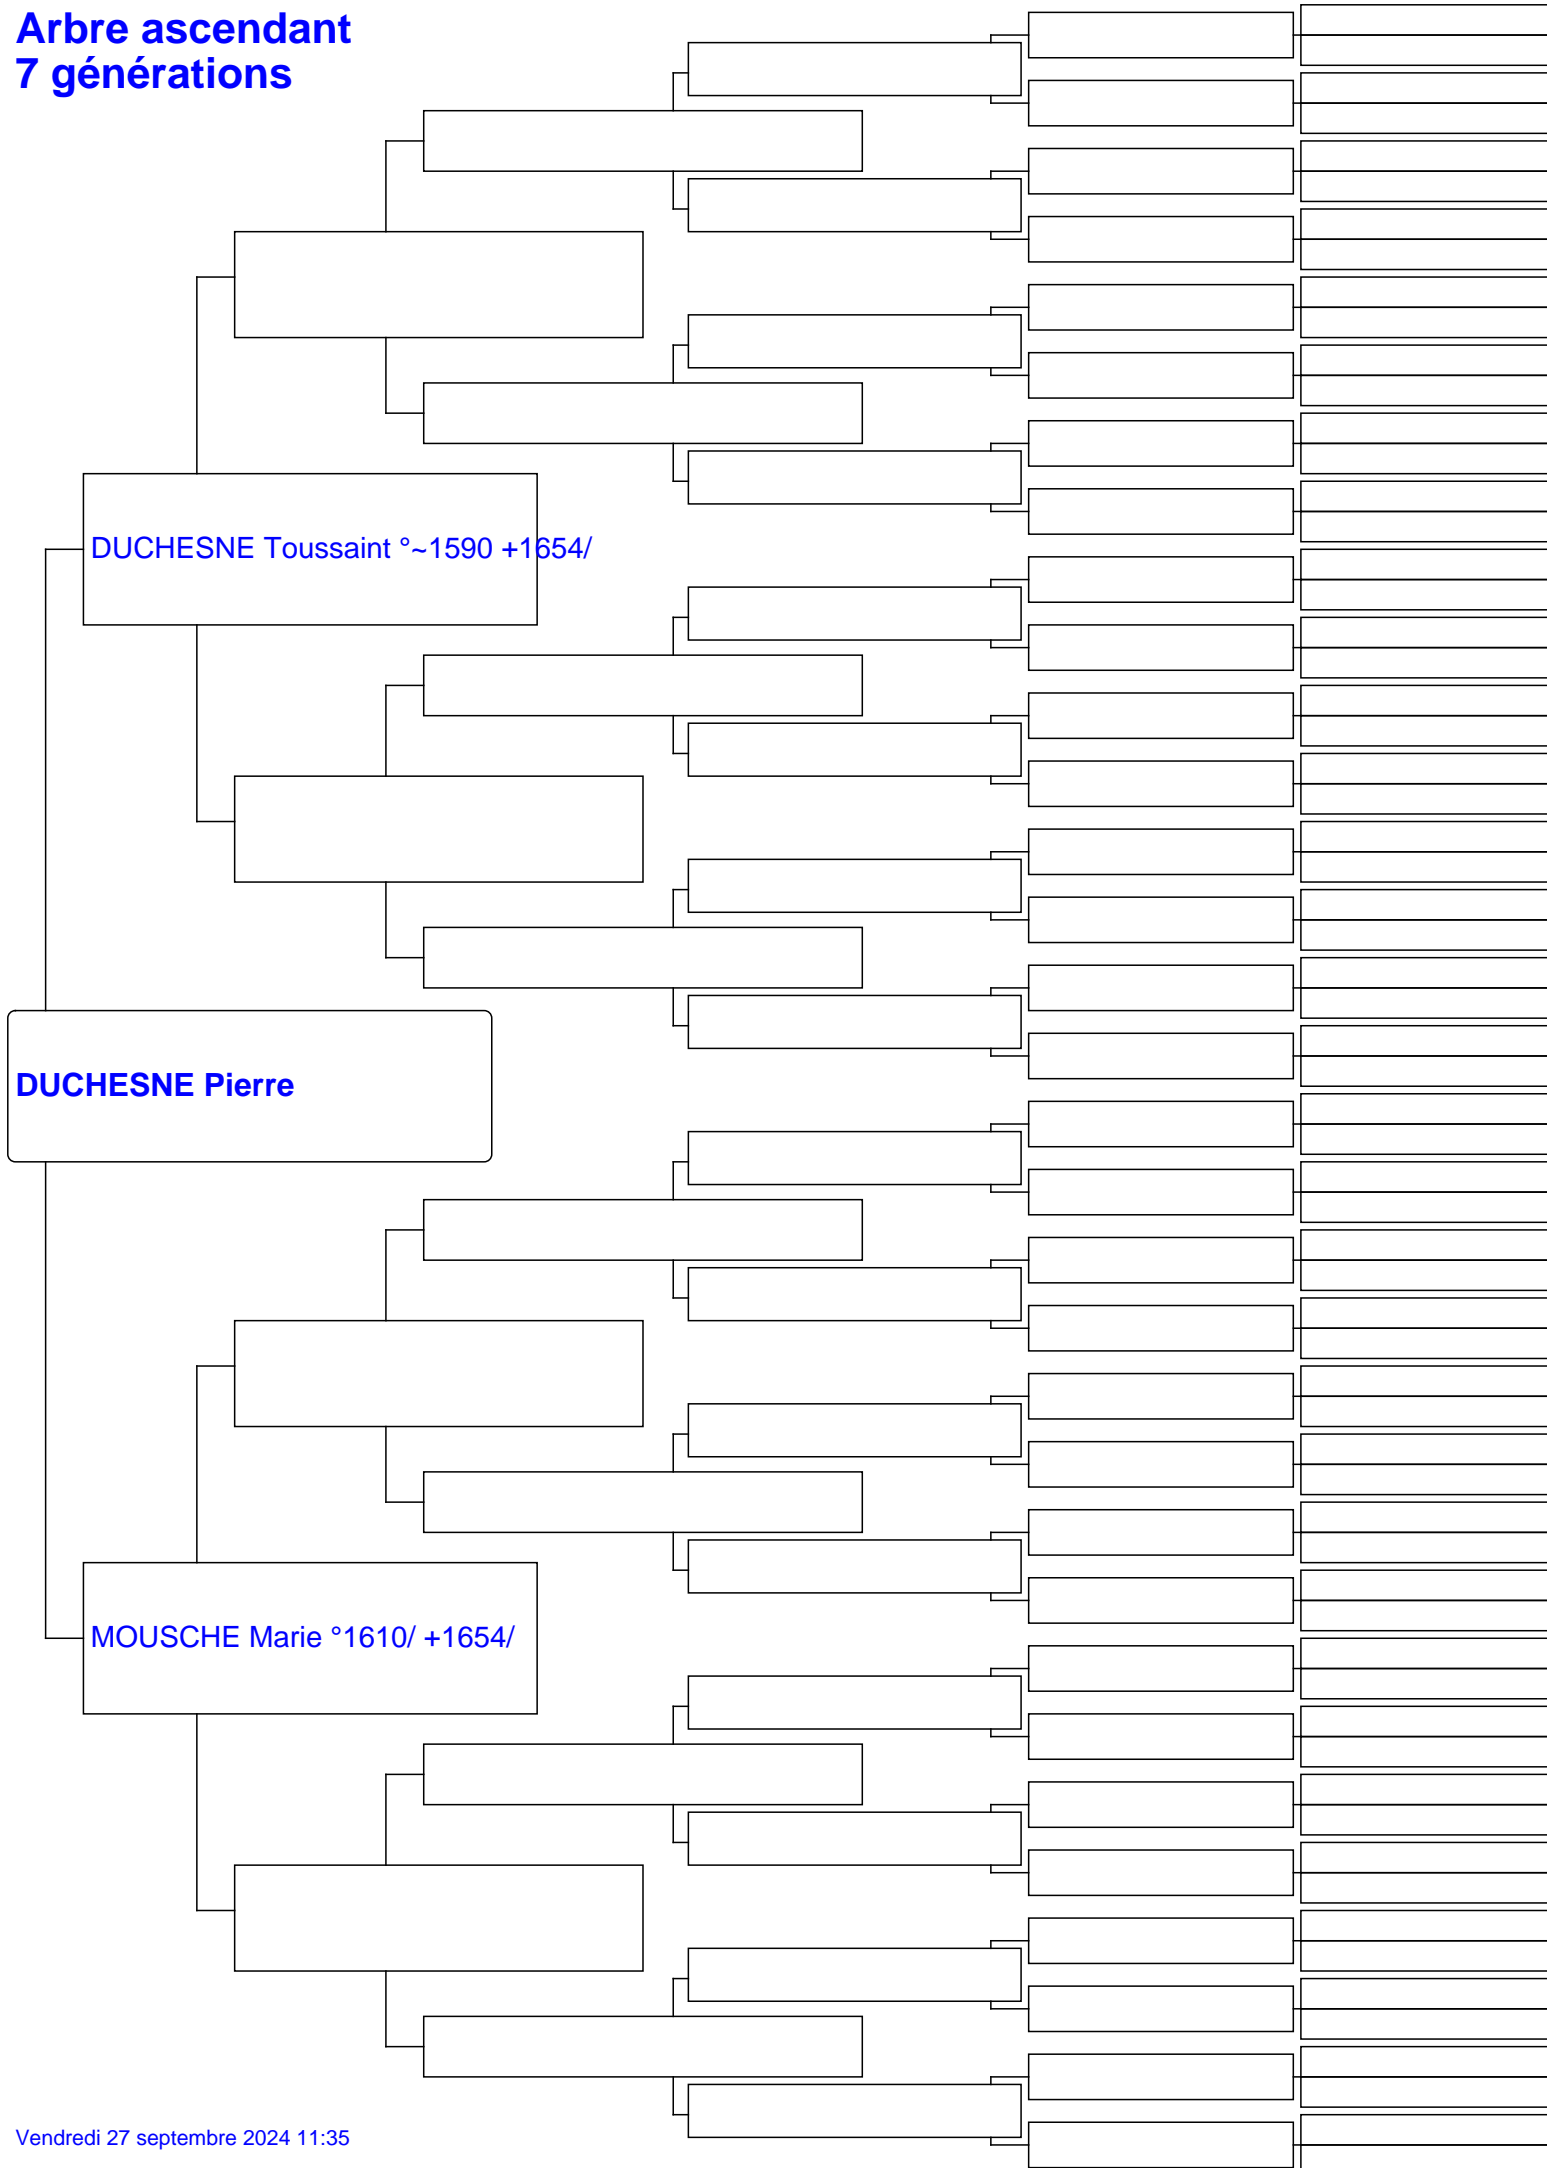 Arbre ascendant
7 générations
DUCHESNE Toussaint °~1590 +1654/
DUCHESNE Pierre
MOUSCHE Marie °1610/ +1654/
Vendredi 27 septembre 2024 11:35